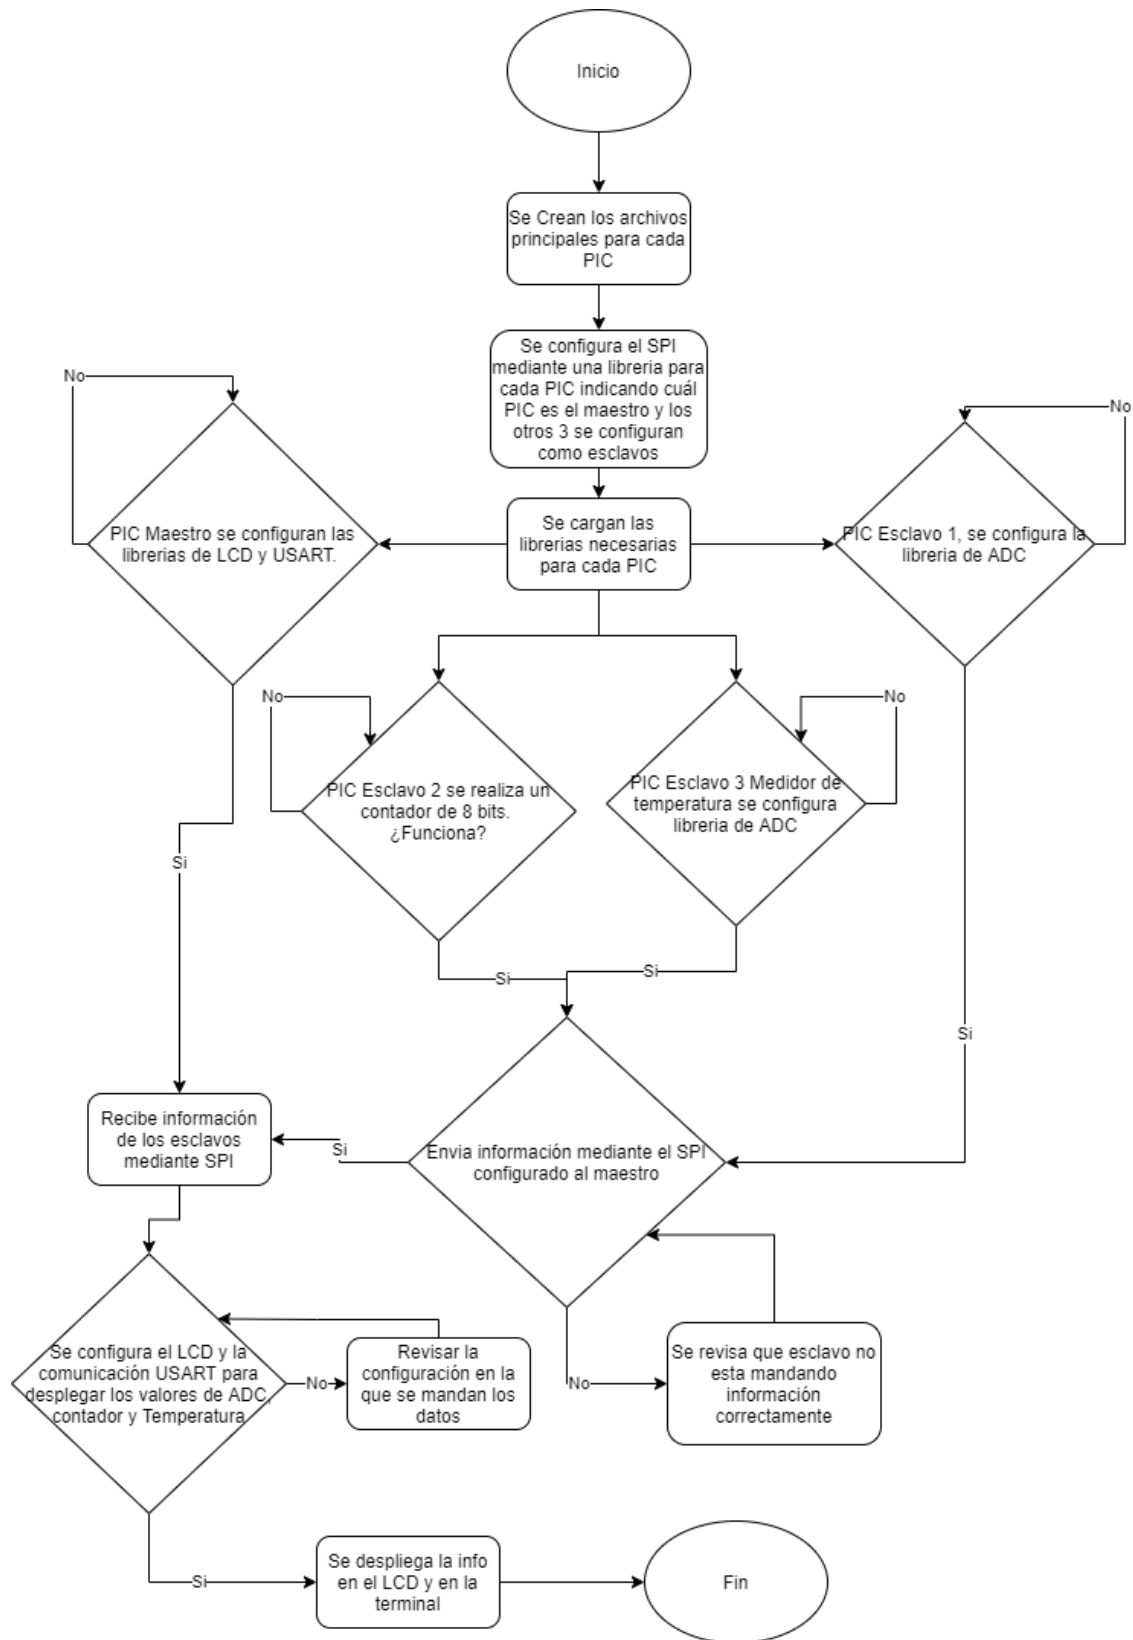 Inicio
Se Crean los archivos
principales para cada
PIC
Se configura el SPI
mediante una libreria para
cada PIC indicando cuál
PIC es el maestro y los
otros 3 se configuran
como esclavos
No
No
Se cargan las
librerias necesarias
para cada PIC
PIC Maestro se configuran las
librerias de LCD y USART.
PIC Esclavo 1, se configura la
libreria de ADC
No
No
PIC Esclavo 2 se realiza un
contador de 8 bits.
¿Funciona?
PIC Esclavo 3 Medidor de
temperatura se configura
libreria de ADC
Si
Si
Si
Si
Recibe información
de los esclavos
mediante SPI
Si
Envia información mediante el SPI
configurado al maestro
Se configura el LCD y la
comunicación USART para
desplegar los valores de ADC,
contador y Temperatura
No
Revisar la
configuración en la
que se mandan los
datos
No
Se revisa que esclavo no
esta mandando
información
correctamente
Si
Se despliega la info
en el LCD y en la
terminal
Fin